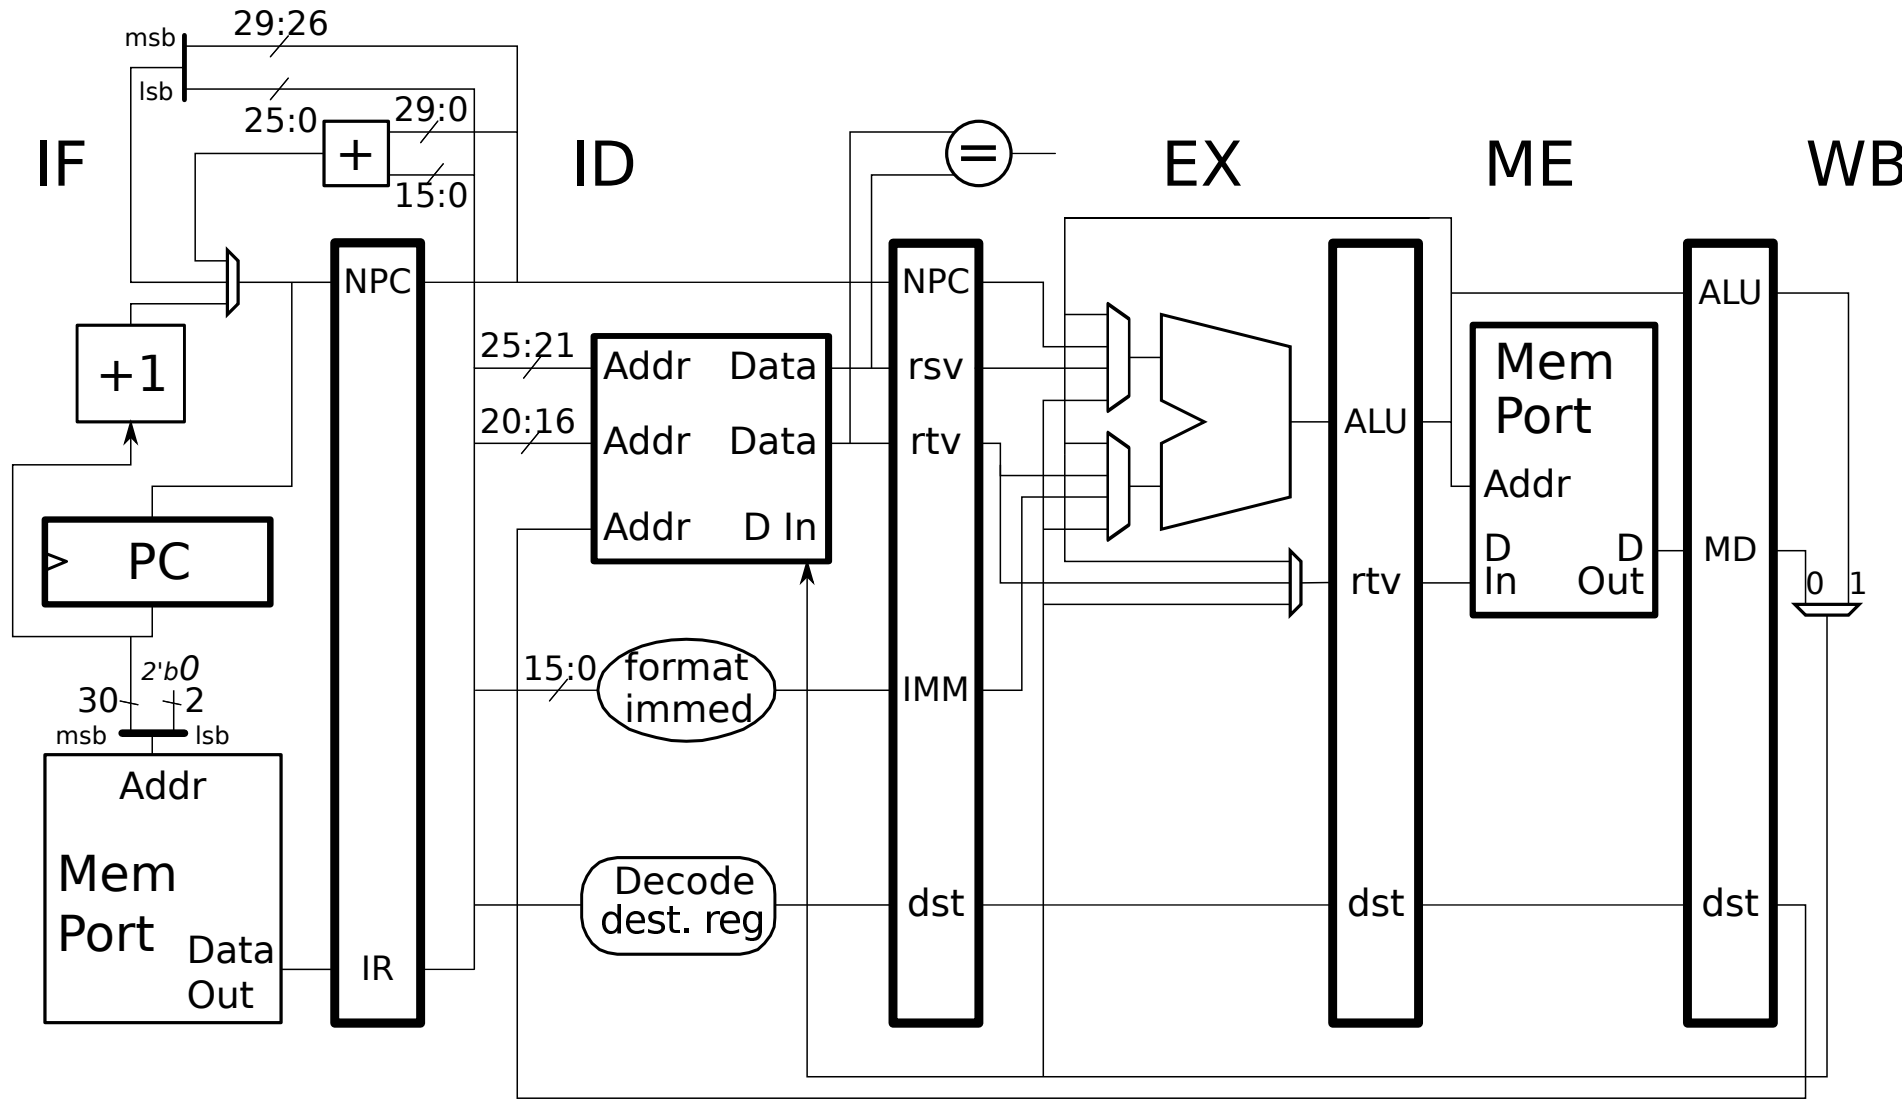 29:26
msb
lsb
25:0
29:0
+
15:0
IF
ID
=
EX
ME
WB
NPC
NPC
ALU
+1
25:21
Addr
Data
rsv
Mem
Port
20:16
Addr
Data
rtv
ALU
Addr
Addr
D In
PC
D
In
D
Out
MD
rtv
0
1
2'b0
30
2
msb
lsb
15:0
format
immed
IMM
Addr
Mem
Port
Data
Out
IR
Decode
dest. reg
dst
dst
dst